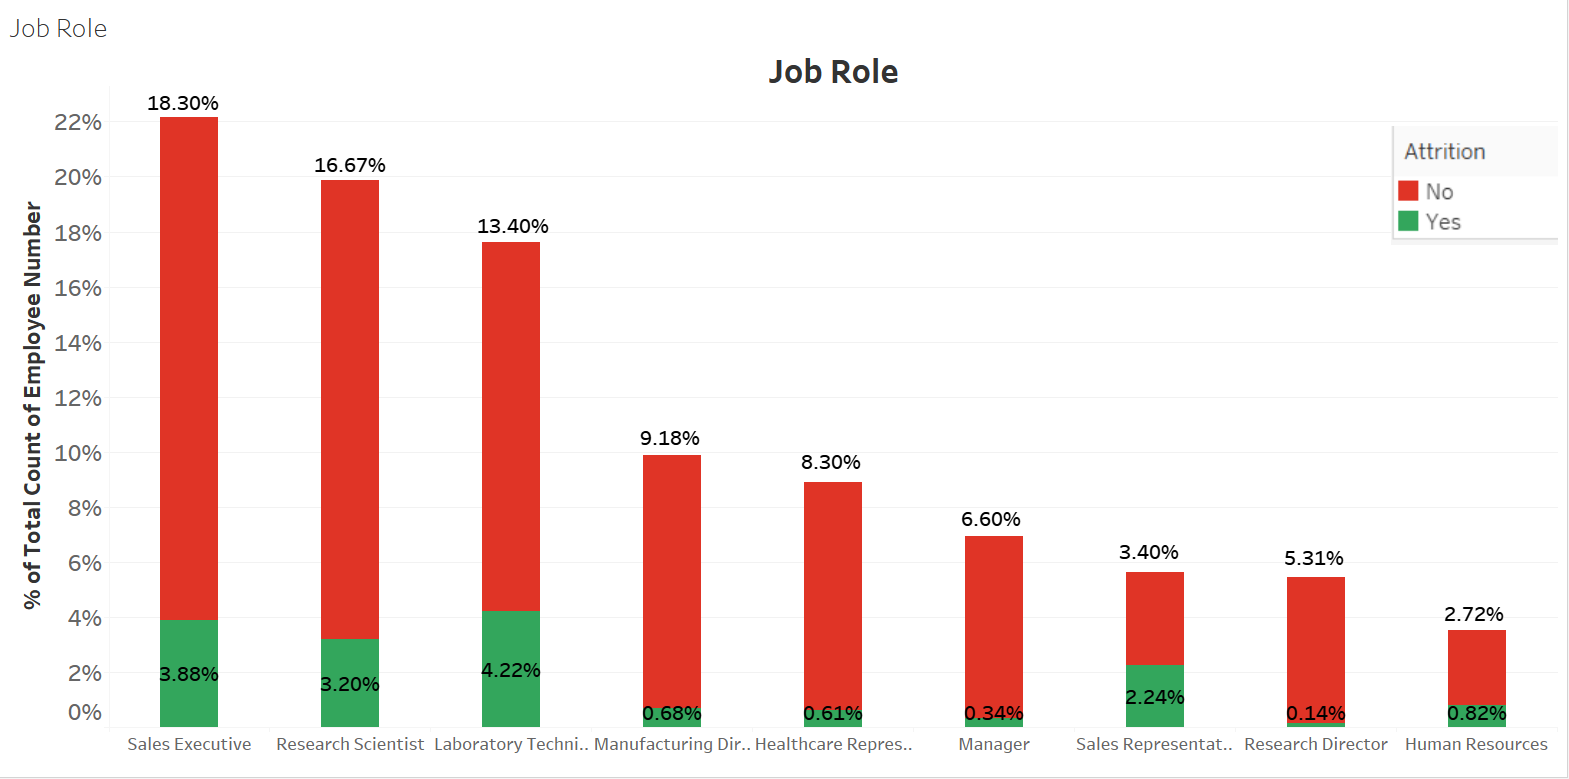 Job Role
Job Role
% of Total Count of Employee Number
22%
20%
18%
16%
14%
12%
10%
8%
6%
4%
2%
0%
18.30%
16.67%
13.40%
9.18%
8.30%
6.60%
3.40%
5.31%
2.72%
3.88%
3.20%
4.22%
0.68%
0.61%
0.34%
2.24%
0.14%
0.82%
Sales Executive
Research Scientist
Laboratory Techni..
Manufacturing Dir..
Healthcare Repres..
Manager
Sales Representat..
Research Director
Human Resources
Attrition
No
Yes